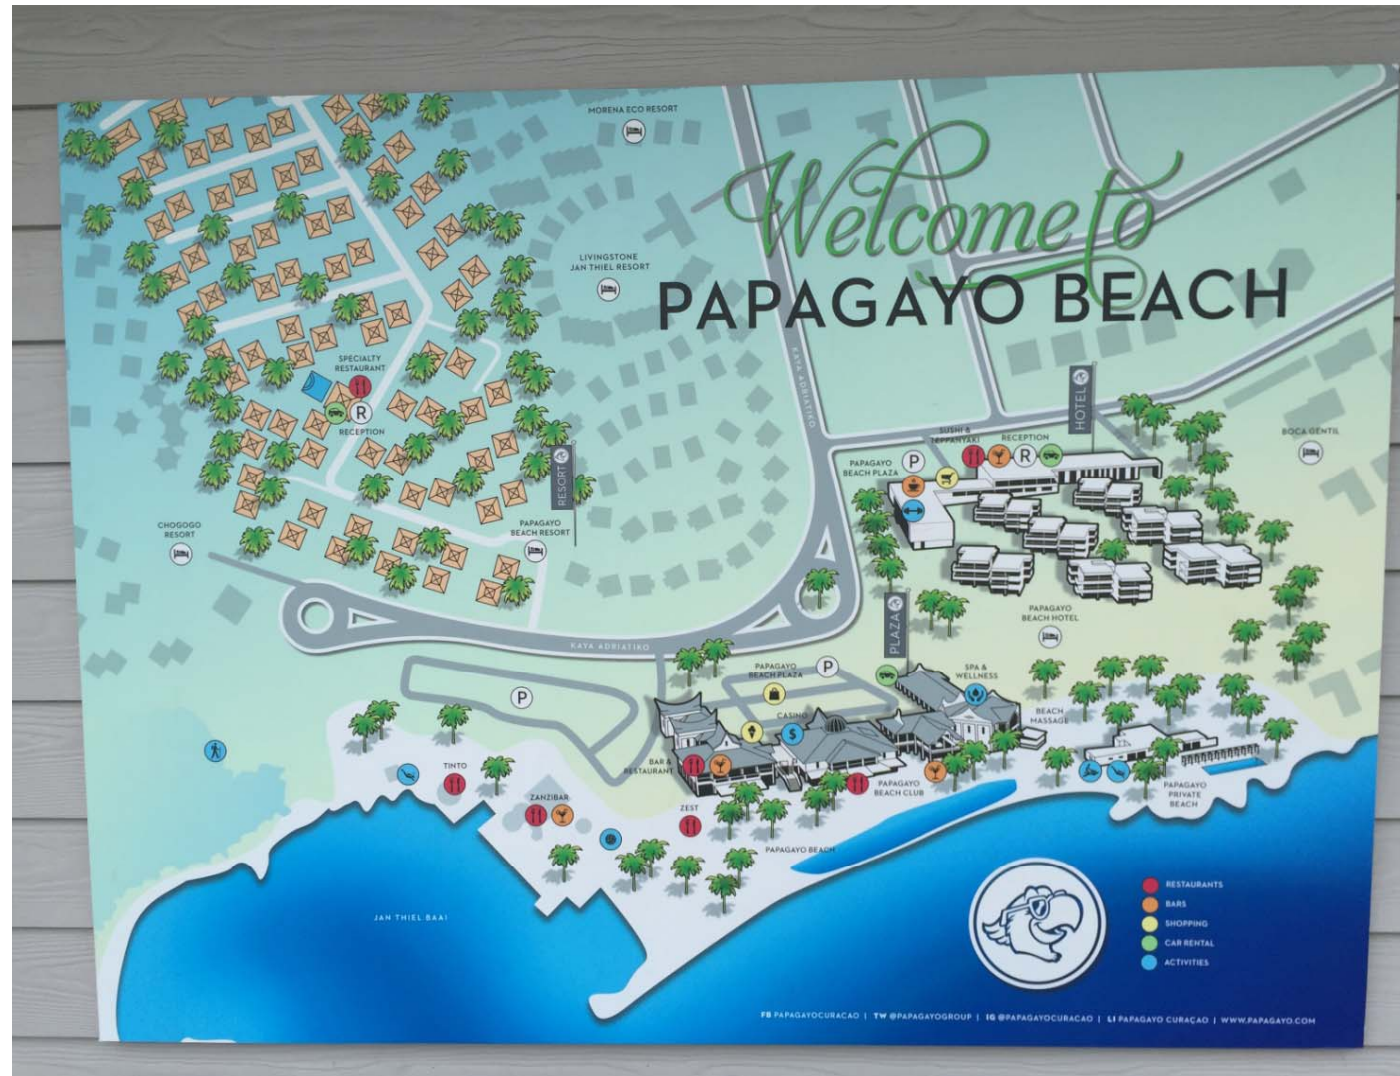 MORENA ECO RESORT
Welcome to
PAPAGAYO BEACH
LIVINGSTONE
JAN THIEL RESORT
KAYA ADRIATIKO
SPECIALTY
RESTAURANT
R
RECEPTION
HOTEL
RESORT
SUSHI &
TEPPANYAKI
RECEPTION
R
PAPAGAYO
BEACH PLAZA
P
BOCA GENTIL
CHOGOGO
RESORT
PAPAGAYO
BEACH RESORT
PAPAGAYO
BEACH HOTEL
PLAZA
KAYA ADRIATIKO
P
PAPAGAYO
BEACH PLAZA
P
SPA &
WELLNESS
CASINO
$
BEACH
MASSAGE
BAR &
RESTAURANT
TINTO
ZANZIBAR
ZEST
PAPAGAYO
BEACH CLUB
PAPAGAYO
PRIVATE
BEACH
PAPAGAYO BEACH
JAN THIEL BAAI
RESTAURANTS
BARS
SHOPPING
CAR RENTAL
ACTIVITIES
FB PAPAGAYOCURACAO | TW @PAPAGAYOGROUP | IG @PAPAGAYOCURACAO | LI PAPAGAYO CURAÇAO | WWW.PAPAGAYO.COM